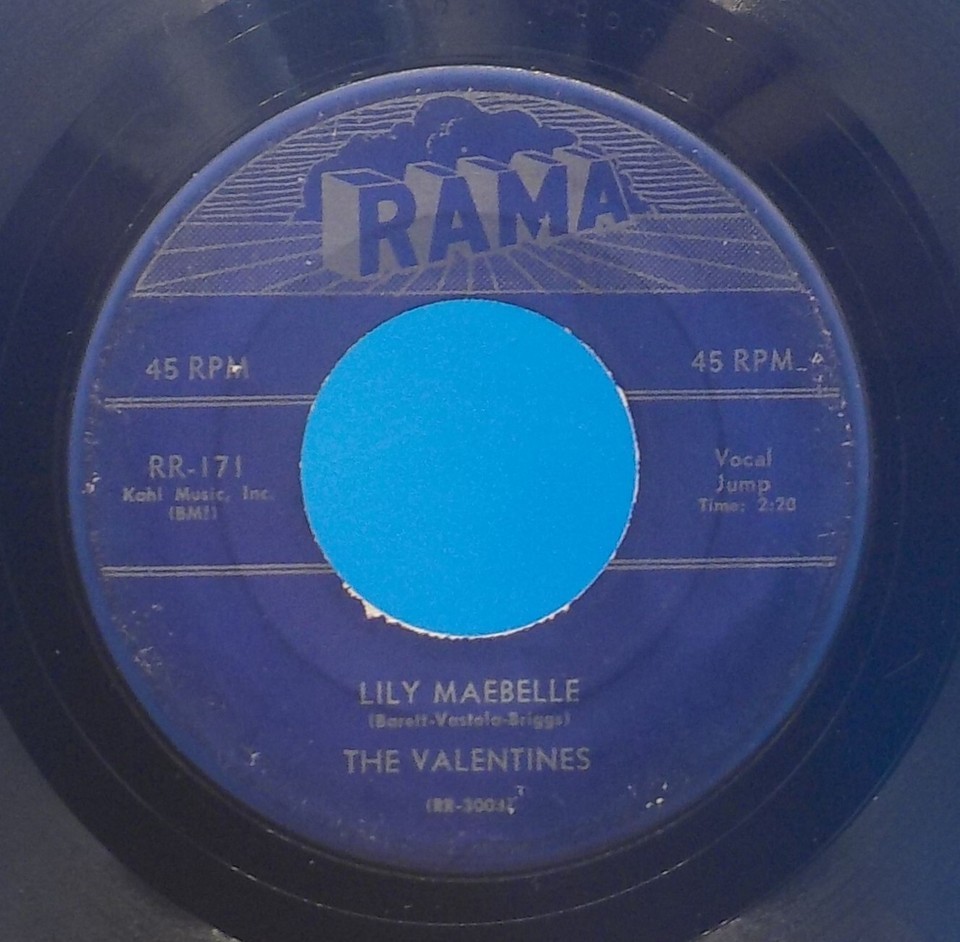 RAMA
45 RPM
45 RPM
RR-171
Kahl Music, Inc.
(BMI)
Vocal
Jump
Time: 2:20
LILY MAEBELLE
(Barett-Vastola-Briggs)
THE VALENTINES